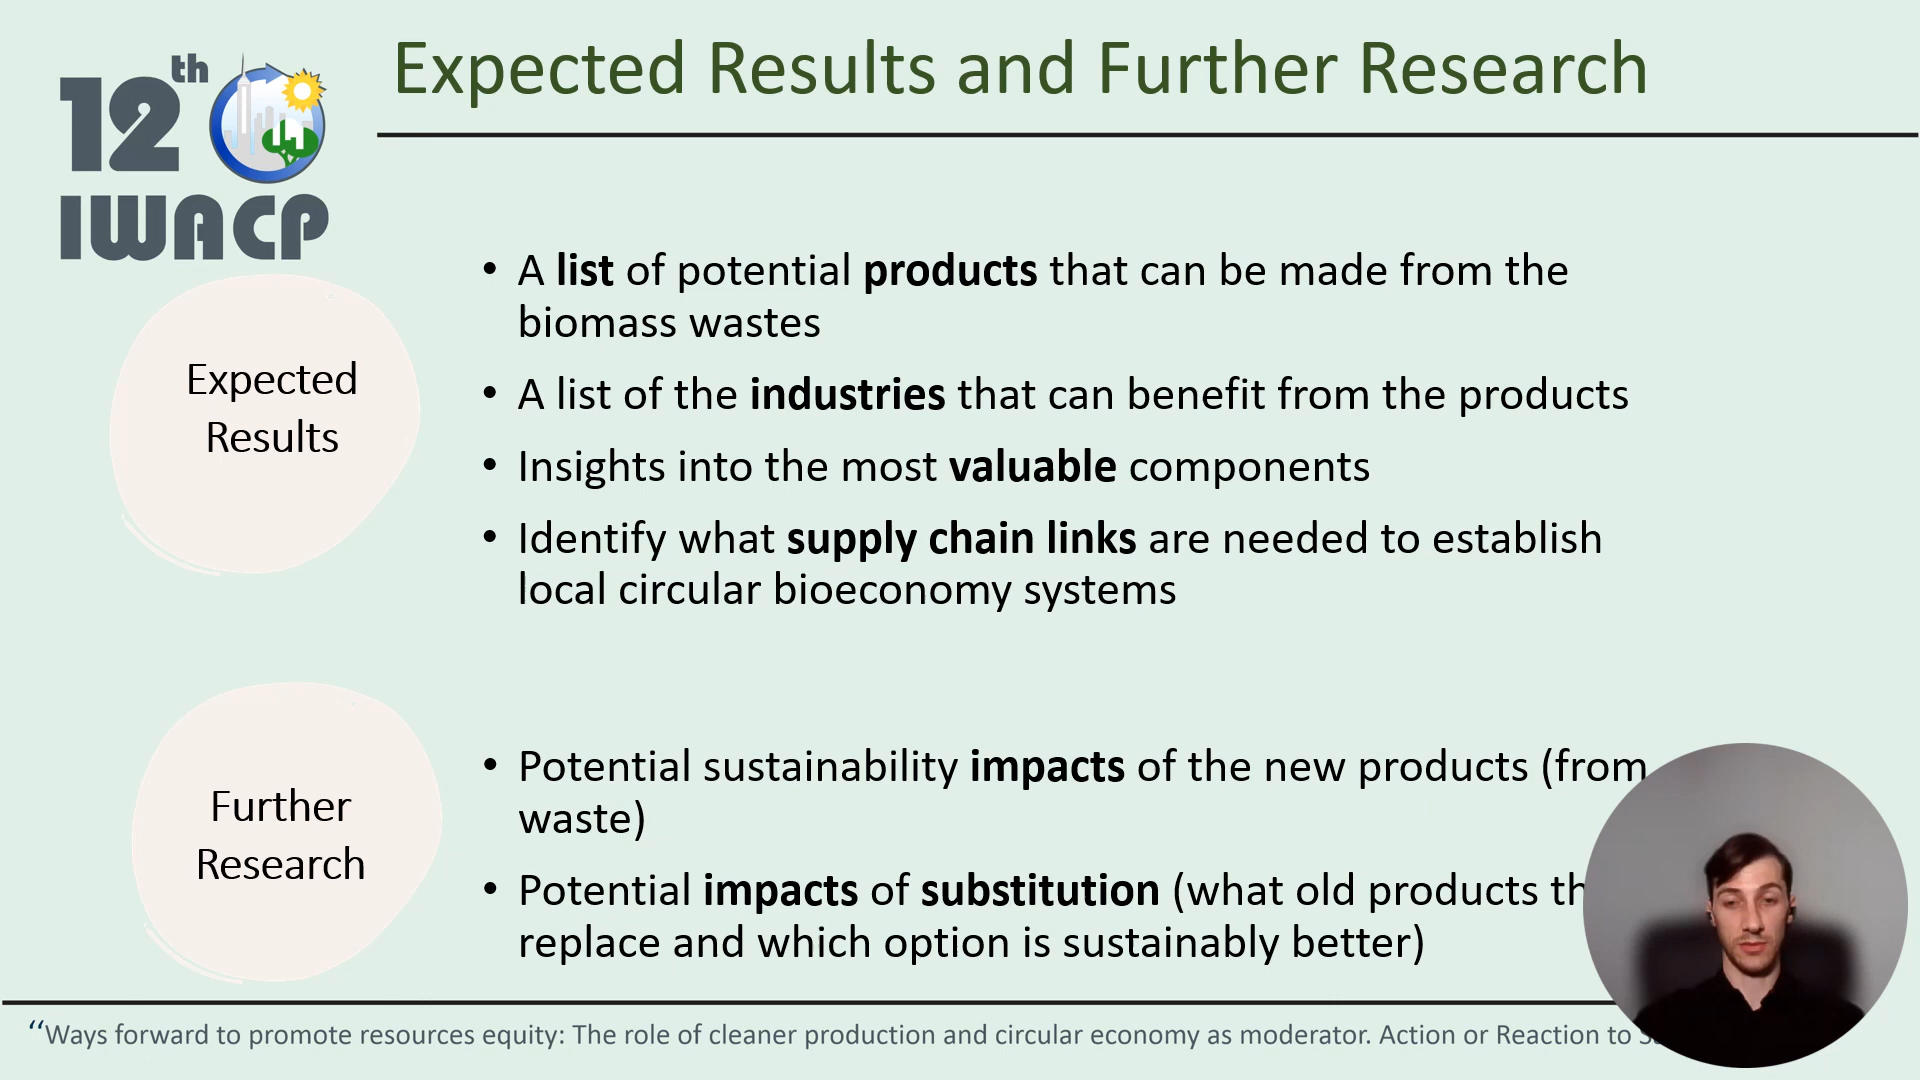 12th
IWACP
Expected Results and Further Research
Expected
Results
• A list of potential products that can be made from the
biomass wastes
• A list of the industries that can benefit from the products
• Insights into the most valuable components
• Identify what supply chain links are needed to establish
local circular bioeconomy systems
Further
Research
• Potential sustainability impacts of the new products (from
waste)
• Potential impacts of substitution (what old products
replace and which option is sustainably better)
“Ways forward to promote resources equity: The role of cleaner production and circular economy as moderator. Action or Reaction to